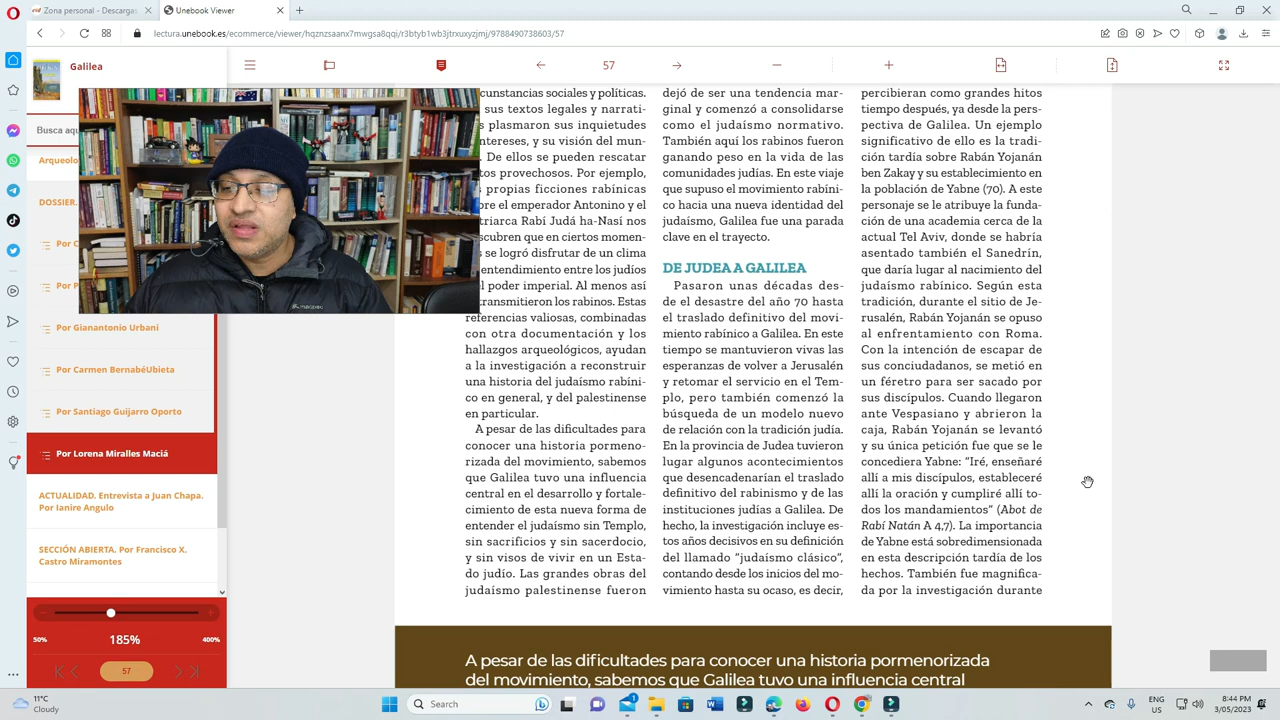 Zona personal - Descargas
Unebook Viewer
lectura.unebook.es/ecommerce/viewer/hqznzsaanx7mwgsa8qqi/r3btyb1wb3jtrxuxyzjmj/9788490738603/57
Galilea
57
Busca aqu
Arqueolo
DOSSIER.
Por C
Por P
Por Gianantonio Urbani
Por Carmen BernabéUbieta
Por Santiago Guijarro Oporto
Por Lorena Miralles Maciá
ACTUALIDAD. Entrevista a Juan Chapa.
Por Ianire Angulo
SECCIÓN ABIERTA. Por Francisco X.
Castro Miramontes
50%
185%
400%
57
cunstancias sociales y políticas.
sus textos legales y narrati-
s plasmaron sus inquietudes
ntereses, y su visión del mun-
. De ellos se pueden rescatar
tos provechosos. Por ejemplo,
propias ficciones rabínicas
bre el emperador Antonino y el
triarca Rabí Judá ha-Nasí nos
scubren que en ciertos momen-
s se logró disfrutar de un clima
entendimiento entre los judíos
el poder imperial. Al menos así
transmitieron los rabinos. Estas
referencias valiosas, combinadas
con otra documentación y los
hallazgos arqueológicos, ayudan
a la investigación a reconstruir
una historia del judaísmo rabíni-
co en general, y del palestinense
en particular.
A pesar de las dificultades para
conocer una historia pormeno-
rizada del movimiento, sabemos
que Galilea tuvo una influencia
central en el desarrollo y fortale-
cimiento de esta nueva forma de
entender el judaísmo sin Templo,
sin sacrificios y sin sacerdocio,
y sin visos de vivir en un Esta-
do judío. Las grandes obras del
judaísmo palestinense fueron
dejó de ser una tendencia mar-
ginal y comenzó a consolidarse
como el judaísmo normativo.
También aquí los rabinos fueron
ganando peso en la vida de las
comunidades judías. En este viaje
que supuso el movimiento rabíni-
co hacia una nueva identidad del
judaísmo, Galilea fue una parada
clave en el trayecto.
DE JUDEA A GALILEA
Pasaron unas décadas des-
de el desastre del año 70 hasta
el traslado definitivo del movi-
miento rabínico a Galilea. En este
tiempo se mantuvieron vivas las
esperanzas de volver a Jerusalén
y retomar el servicio en el Tem-
plo, pero también comenzó la
búsqueda de un modelo nuevo
de relación con la tradición judía.
En la provincia de Judea tuvieron
lugar algunos acontecimientos
que desencadenarían el traslado
definitivo del rabinismo y de las
instituciones judías a Galilea. De
hecho, la investigación incluye es-
tos años decisivos en su definición
del llamado “judaísmo clásico”,
contando desde los inicios del mo-
vimiento hasta su ocaso, es decir,
percibieran como grandes hitos
tiempo después, ya desde la pers-
pectiva de Galilea. Un ejemplo
significativo de ello es la tradi-
ción tardía sobre Rabán Yojanán
ben Zakay y su establecimiento en
la población de Yabne (70). A este
personaje se le atribuye la funda-
ción de una academia cerca de la
actual Tel Aviv, donde se habría
asentado también el Sanedrín,
que daría lugar al nacimiento del
judaísmo rabínico. Según esta
tradición, durante el sitio de Je-
rusalén, Rabán Yojanán se opuso
al enfrentamiento con Roma.
Con la intención de escapar de
sus conciudadanos, se metió en
un féretro para ser sacado por
sus discípulos. Cuando llegaron
ante Vespasiano y abrieron la
caja, Rabán Yojanán se levantó
y su única petición fue que se le
concediera Yabne: “Iré, enseñaré
allí a mis discípulos, estableceré
allí la oración y cumpliré allí to-
dos los mandamientos” (Abot de
Rabí Natán A 4,7). La importancia
de Yabne está sobredimensionada
en esta descripción tardía de los
hechos. También fue magnifica-
da por la investigación durante
A pesar de las dificultades para conocer una historia pormenorizada
del movimiento, sabemos que Galilea tuvo una influencia central
11°C
Cloudy
Search
ENG
US
8:44 PM
3/05/2023